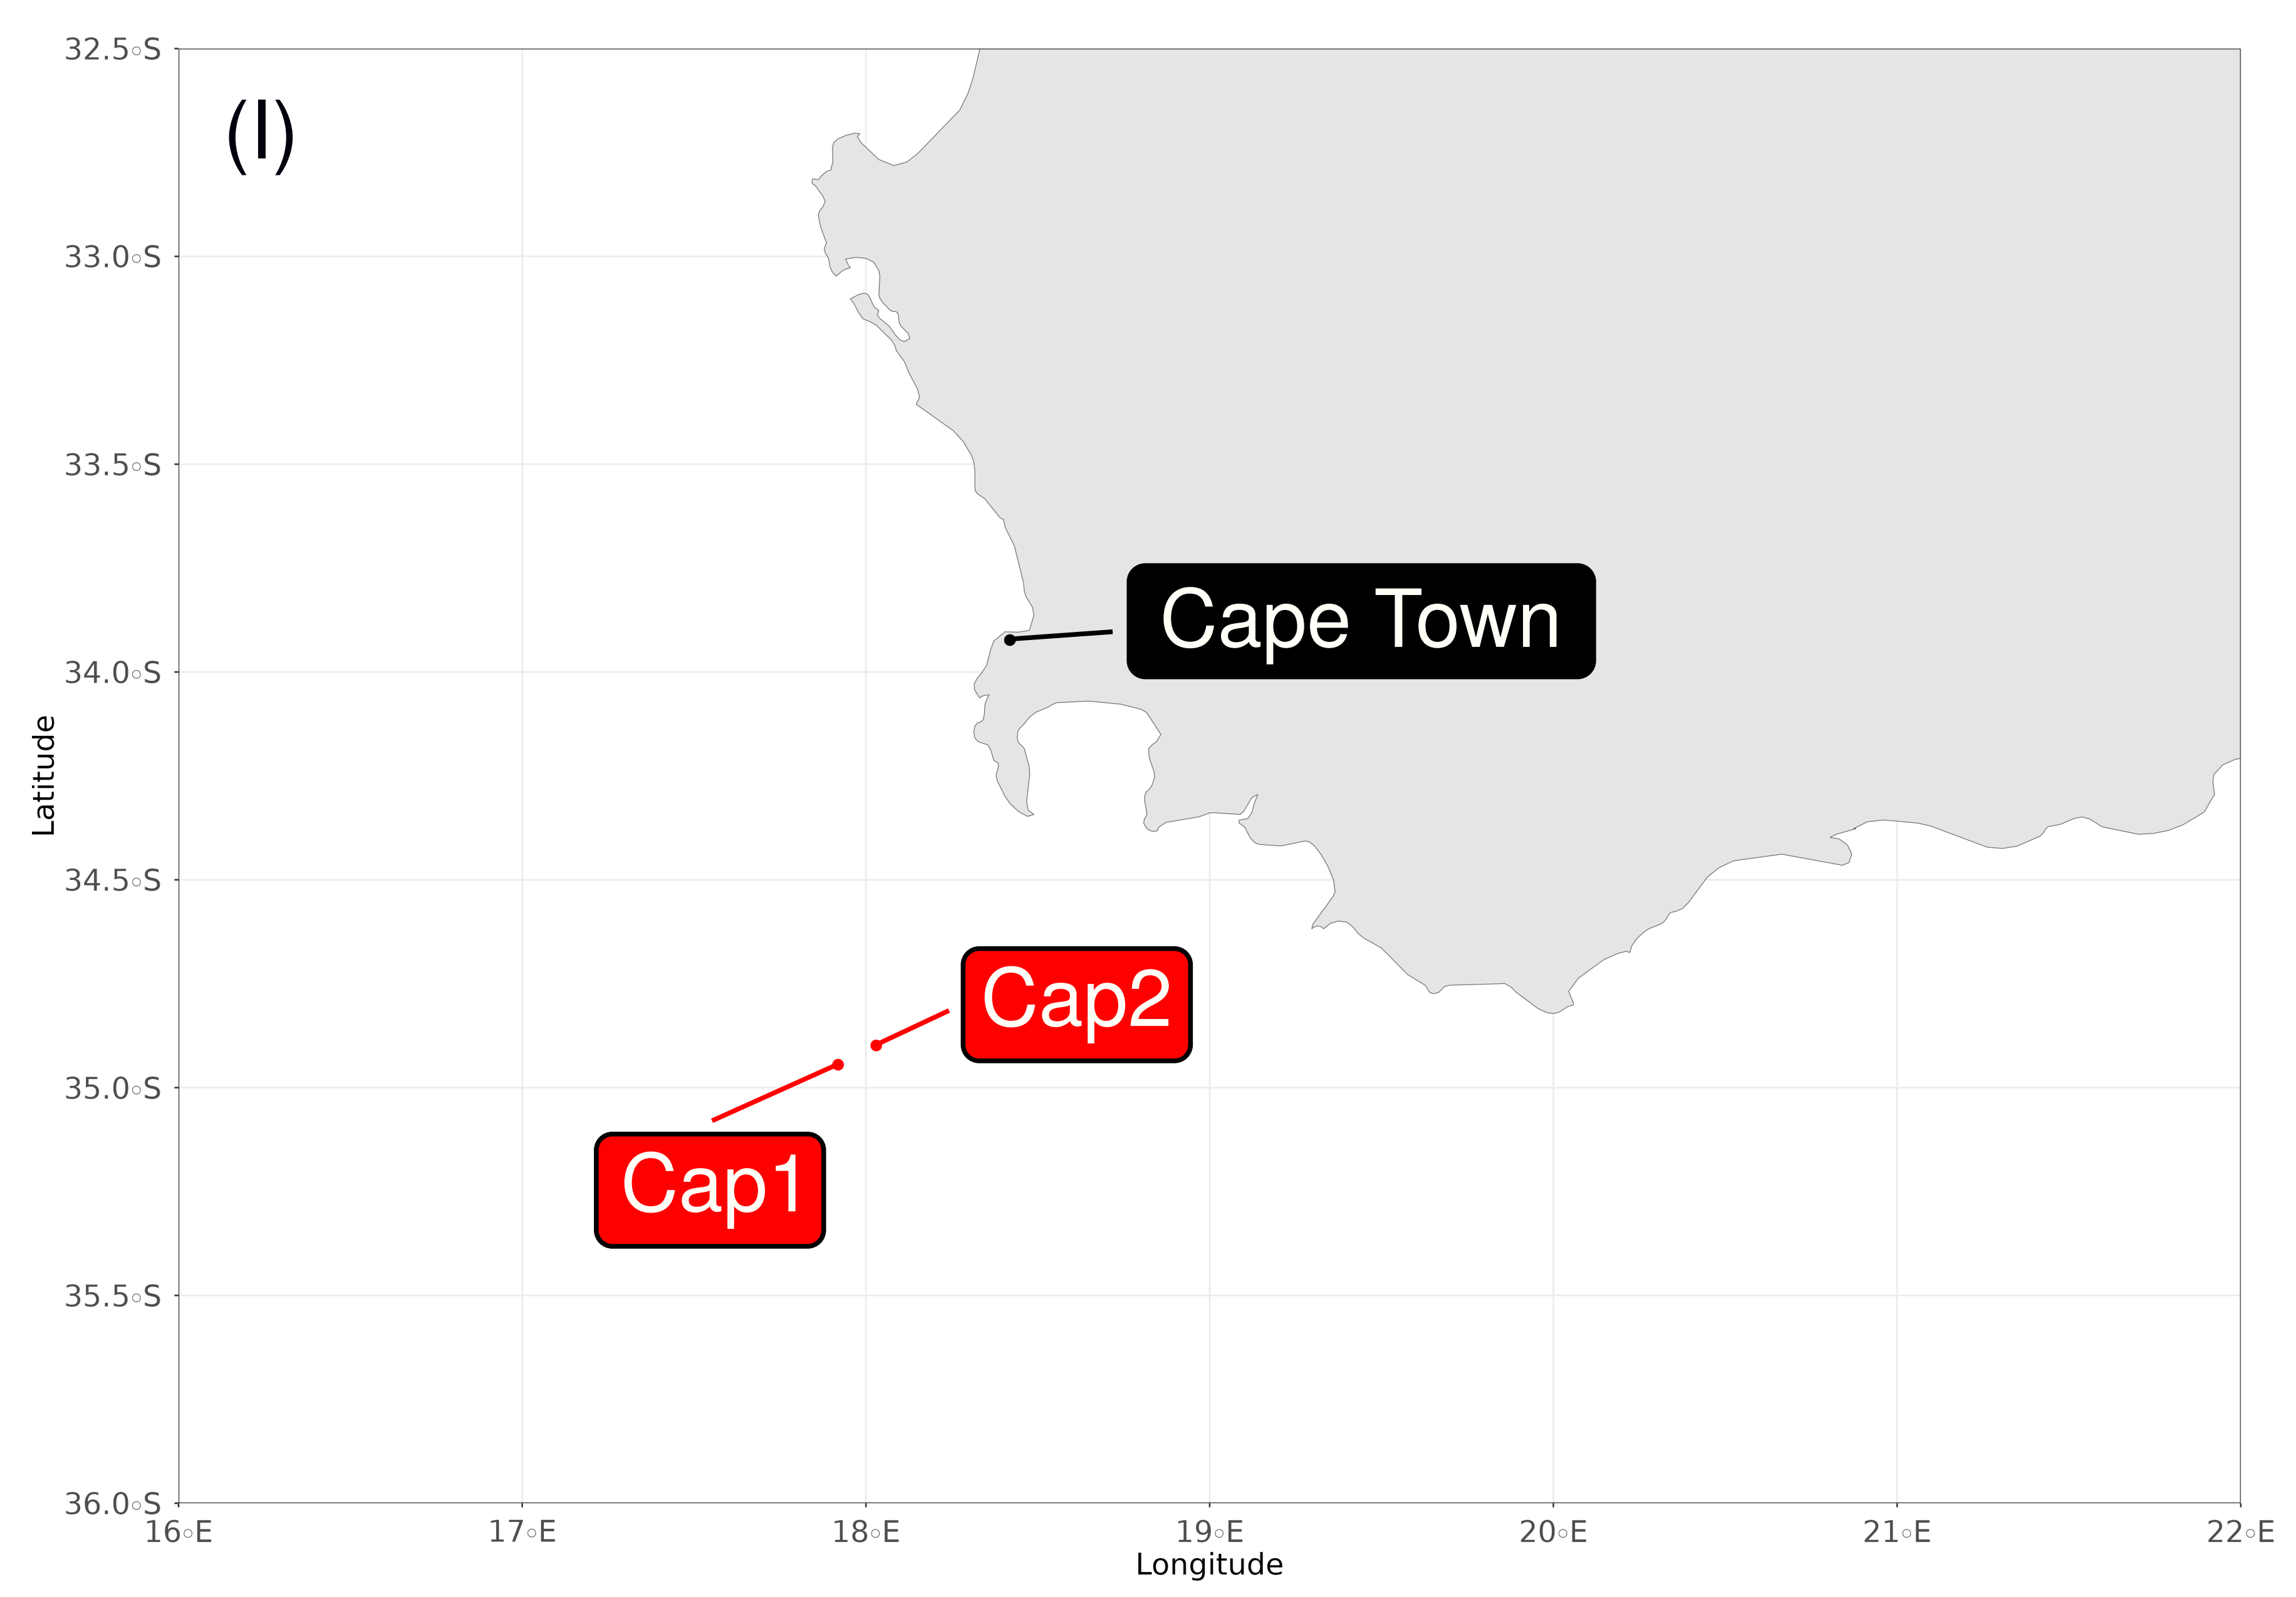 32.5◦S
(l)
33.0◦S
33.5◦S
Cape Town
34.0◦S
Latitude
34.5◦S
Cap2
35.0◦S
Cap1
35.5◦S
36.0◦S
16◦E 17◦E 18◦E 19◦E 20◦E 21◦E 22◦E
Longitude